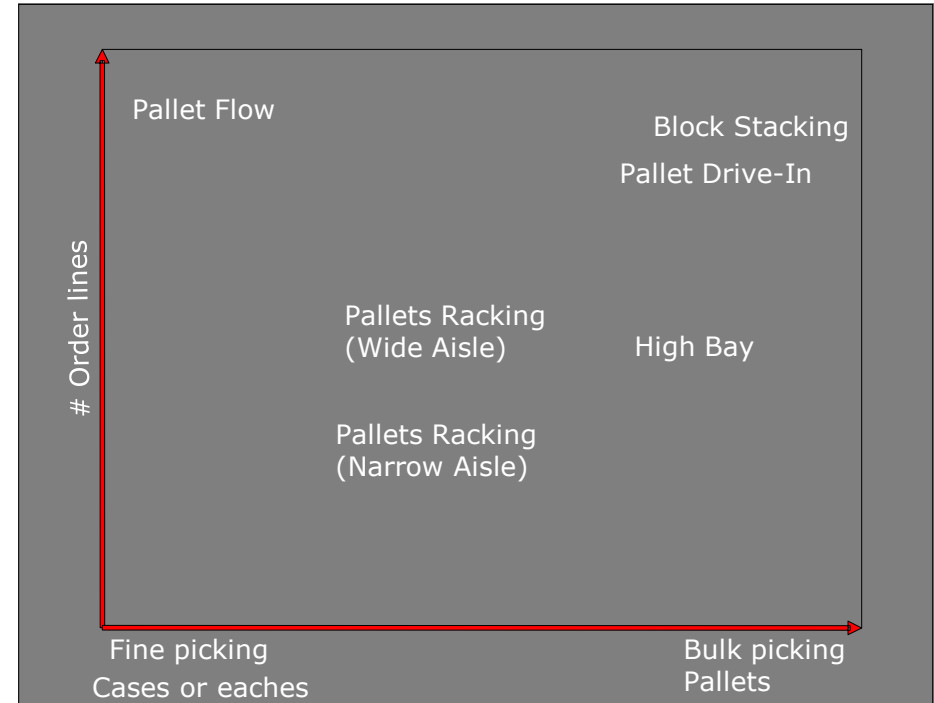 Pallet Flow
Block Stacking
Pallet Drive-In
# Order lines
Pallets Racking
(Wide Aisle)
High Bay
Pallets Racking
(Narrow Aisle)
Fine picking
Cases or eaches
Bulk picking
Pallets